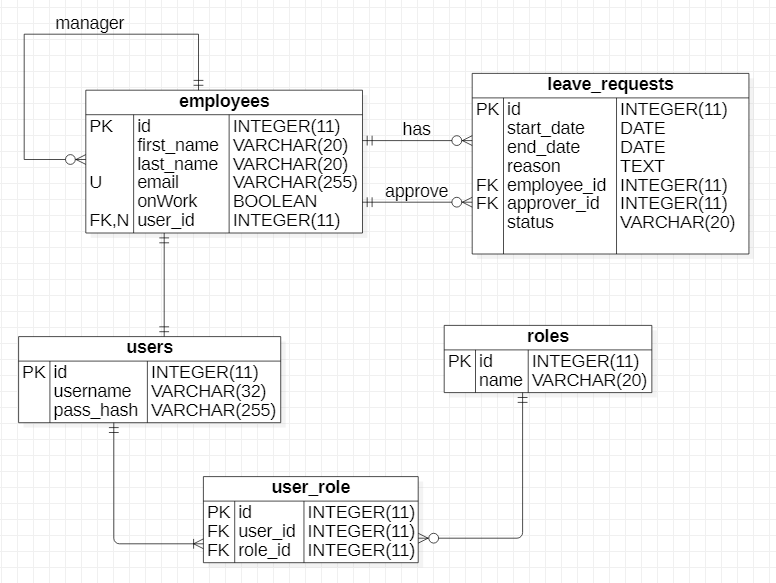 manager
employees
PK id INTEGER(11)
first_name VARCHAR(20)
last_name VARCHAR(20)
U email VARCHAR(255)
onWork BOOLEAN
FK,N user_id INTEGER(11)
has
approve
leave_requests
PK id INTEGER(11)
start_date DATE
end_date DATE
reason TEXT
FK employee_id INTEGER(11)
FK approver_id INTEGER(11)
status VARCHAR(20)
users
PK id INTEGER(11)
username VARCHAR(32)
pass_hash VARCHAR(255)
roles
PK id INTEGER(11)
name VARCHAR(20)
user_role
PK id INTEGER(11)
FK user_id INTEGER(11)
FK role_id INTEGER(11)